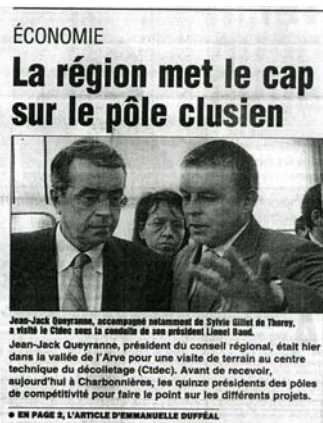 ÉCONOMIE
La région met le cap
sur le pôle clusien
Jean-Jack Queyranne, accompagné notamment de Sylvie Gillet de Thorey,
a visité le Ctdec sous la conduite de son président Lionel Baud.
Jean-Jack Queyranne, président du conseil régional, était hier
dans la vallée de l'Arve pour une visite de terrain au centre
technique du décolletage (Ctdec). Avant de recevoir,
aujourd'hui à Charbonnières, les quinze présidents des pôles
de compétitivité pour faire le point sur les différents projets.
● EN PAGE 2, L'ARTICLE D'EMMANUELLE DUFFÉAL